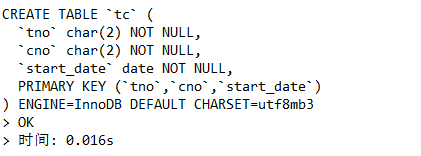 CREATE TABLE `tc` (
  `tno` char(2) NOT NULL,
  `cno` char(2) NOT NULL,
  `start_date` date NOT NULL,
  PRIMARY KEY (`tno`,`cno`,`start_date`)
) ENGINE=InnoDB DEFAULT CHARSET=utf8mb3
> OK
> 时间: 0.016s